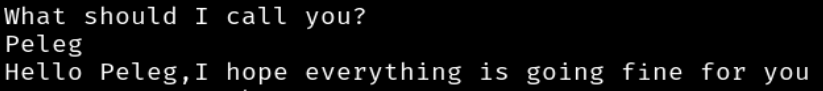 What should I call you?
Peleg
Hello Peleg,I hope everything is going fine for you